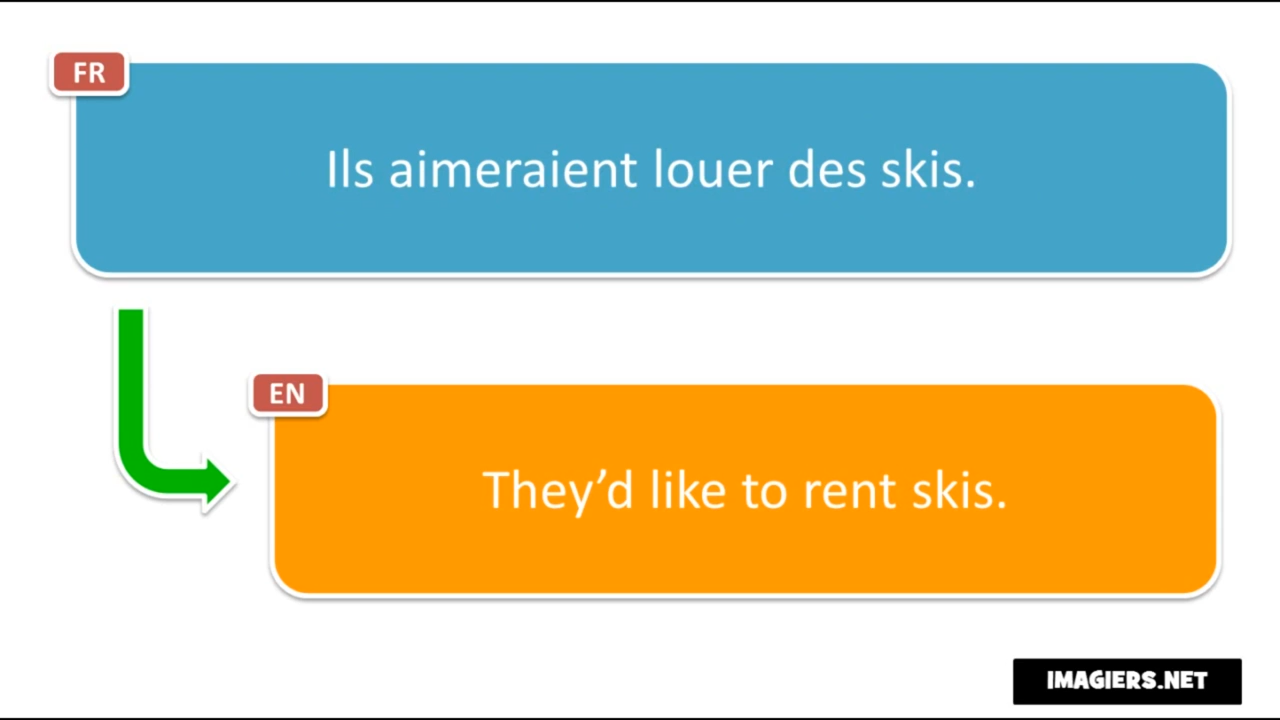 FR
Ils aimeraient louer des skis.
EN
They’d like to rent skis.
IMAGIERS.NET